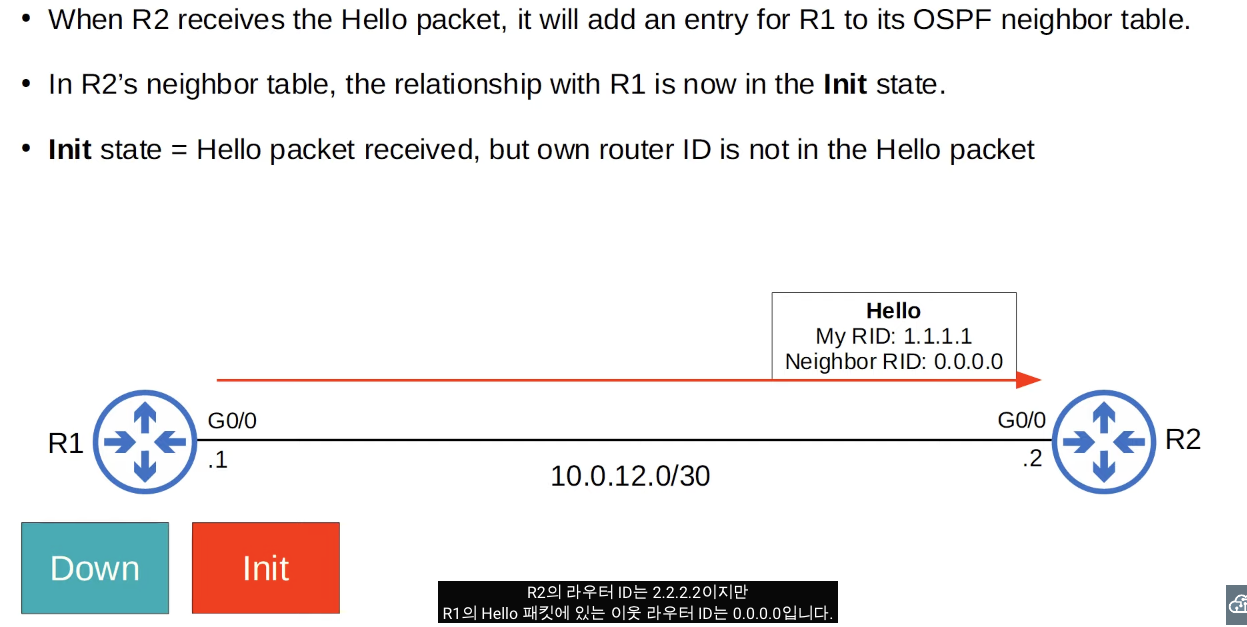 • When R2 receives the Hello packet, it will add an entry for R1 to its OSPF neighbor table.
• In R2’s neighbor table, the relationship with R1 is now in the Init state.
• Init state = Hello packet received, but own router ID is not in the Hello packet
Hello
My RID: 1.1.1.1
Neighbor RID: 0.0.0.0
G0/0
G0/0
R1
R2
.1
.2
10.0.12.0/30
Down
Init
R2의 라우터 ID는 2.2.2.2이지만
R1의 Hello 패킷에 있는 이웃 라우터 ID는 0.0.0.0입니다.